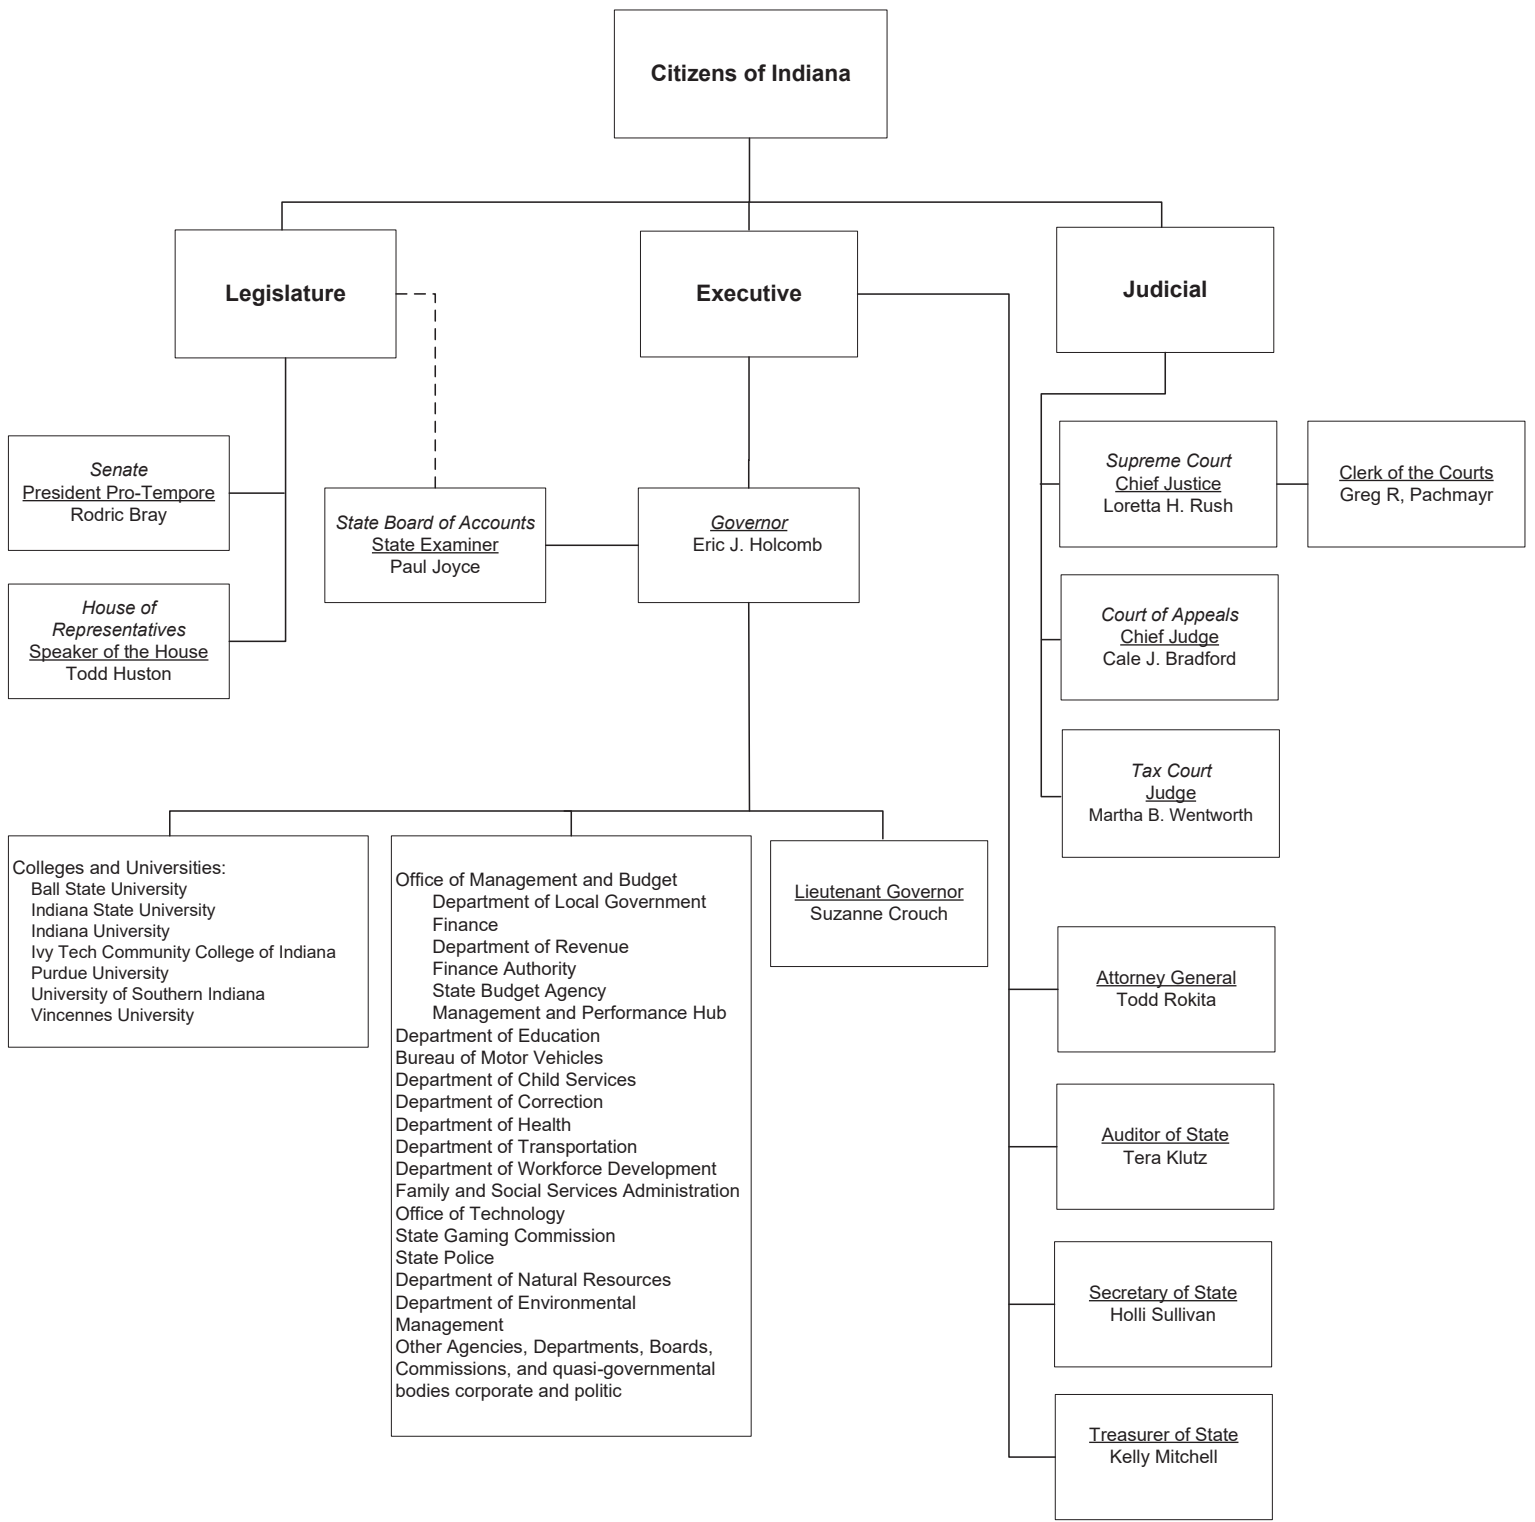 Citizens of Indiana
Legislature
Executive
Judicial
Senate
President Pro-Tempore
Rodric Bray
House of
Representatives
Speaker of the House
Todd Huston
State Board of Accounts
State Examiner
Paul Joyce
Governor
Eric J. Holcomb
Supreme Court
Chief Justice
Loretta H. Rush
Clerk of the Courts
Greg R, Pachmayr
Court of Appeals
Chief Judge
Cale J. Bradford
Tax Court
Judge
Martha B. Wentworth
Colleges and Universities:
Ball State University
Indiana State University
Indiana University
Ivy Tech Community College of Indiana
Purdue University
University of Southern Indiana
Vincennes University
Office of Management and Budget
Department of Local Government
Finance
Department of Revenue
Finance Authority
State Budget Agency
Management and Performance Hub
Department of Education
Bureau of Motor Vehicles
Department of Child Services
Department of Correction
Department of Health
Department of Transportation
Department of Workforce Development
Family and Social Services Administration
Office of Technology
State Gaming Commission
State Police
Department of Natural Resources
Department of Environmental
Management
Other Agencies, Departments, Boards,
Commissions, and quasi-governmental
bodies corporate and politic
Lieutenant Governor
Suzanne Crouch
Attorney General
Todd Rokita
Auditor of State
Tera Klutz
Secretary of State
Holli Sullivan
Treasurer of State
Kelly Mitchell